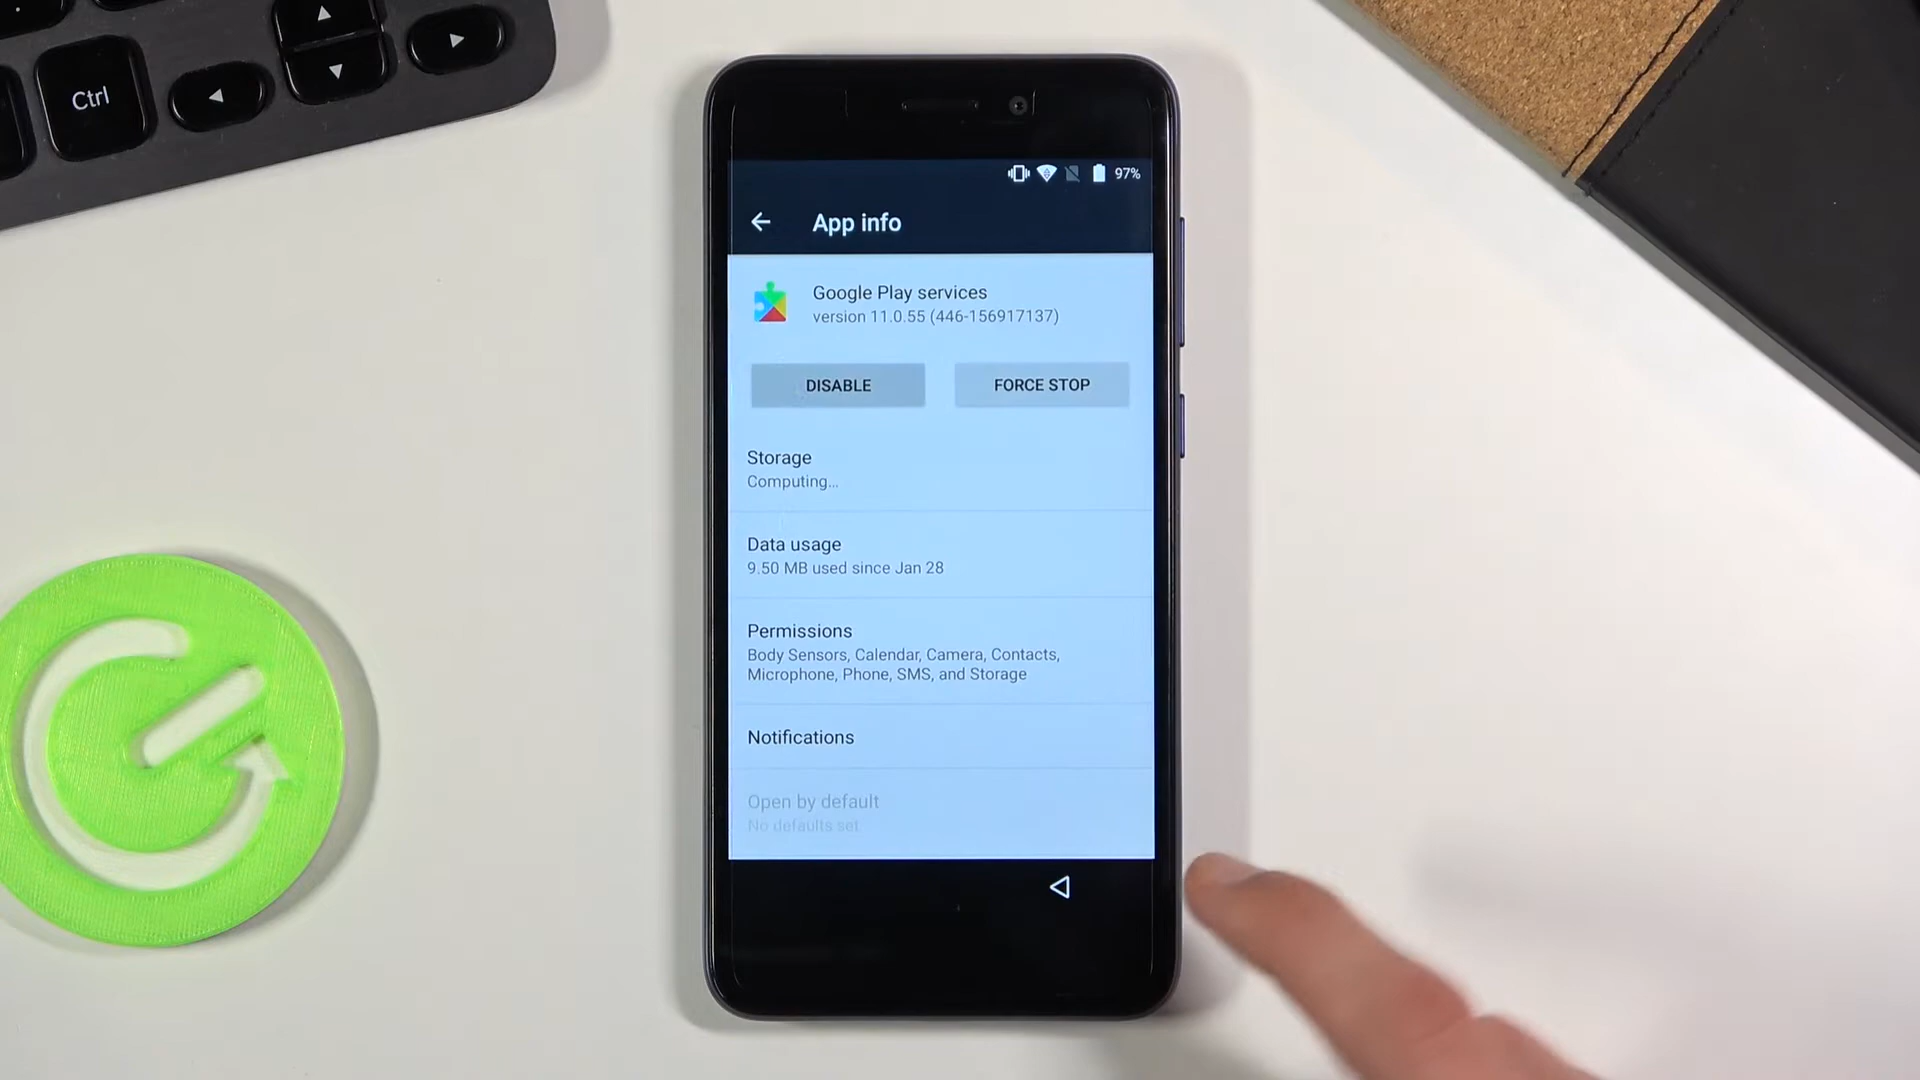 Ctrl
97%
App info
Google Play services
version 11.0.55 (446-156917137)
DISABLE
FORCE STOP
Storage
Computing...
Data usage
9.50 MB used since Jan 28
Permissions
Body Sensors, Calendar, Camera, Contacts,
Microphone, Phone, SMS, and Storage
Notifications
Open by default
No defaults set